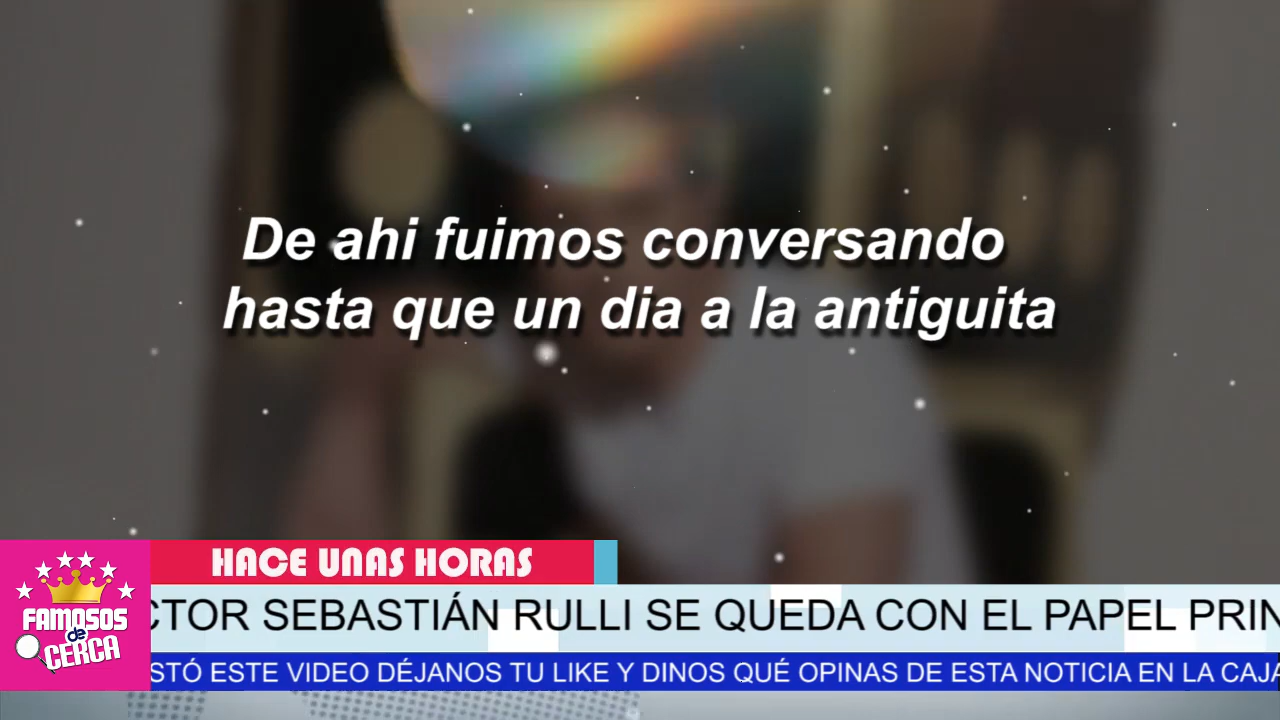 De ahi fuimos conversando
hasta que un dia a la antiguita
HACE UNAS HORAS
FAMOSOS
de
CERCA
CTOR SEBASTIÁN RULLI SE QUEDA CON EL PAPEL PRIN
STÓ ESTE VIDEO DÉJANOS TU LIKE Y DINOS QUÉ OPINAS DE ESTA NOTICIA EN LA CAJA